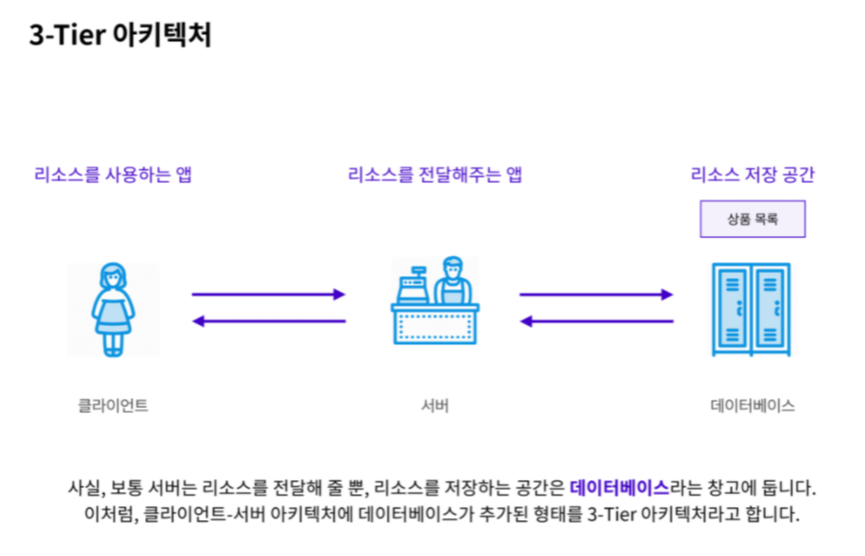 3-Tier 아키텍처
리소스를 사용하는 앱
리소스를 전달해주는 앱
리소스 저장 공간
상품 목록
클라이언트
서버
데이터베이스
사실, 보통 서버는 리소스를 전달해 줄 뿐, 리소스를 저장하는 공간은 데이터베이스라는 창고에 둡니다.
이처럼, 클라이언트-서버 아키텍처에 데이터베이스가 추가된 형태를 3-Tier 아키텍처라고 합니다.